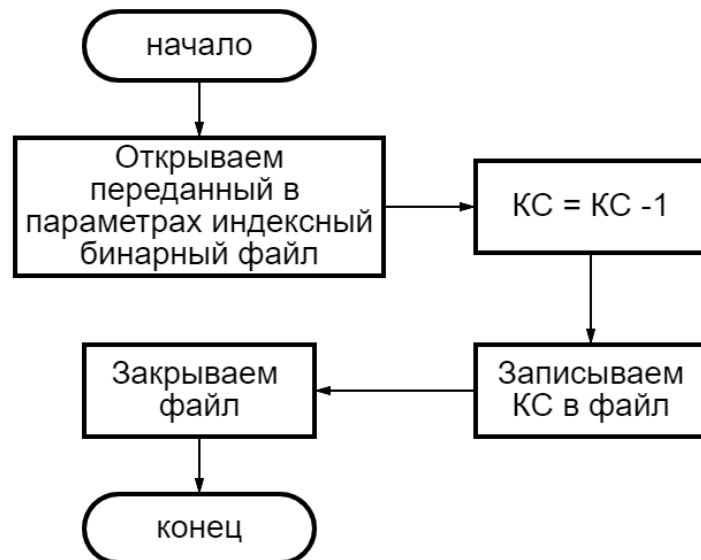 начало
Открываем
переданный в
параметрах индексный
бинарный файл
КС = КС -1
Записываем
КС в файл
Закрываем
файл
конец